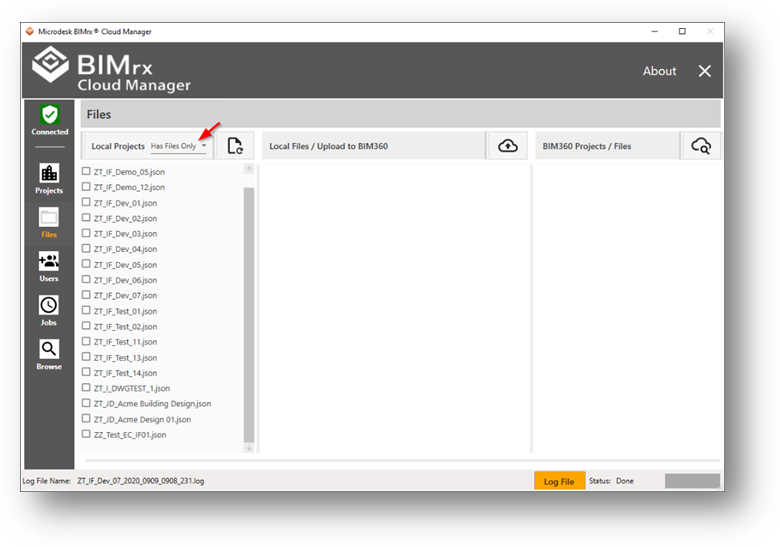 Microdesk BIMrx ® Cloud Manager
BIMrx
Cloud Manager
About
Connected
Projects
Files
Users
Jobs
Browse
Files
Local Projects Has Files Only
Local Files / Upload to BIM360
BIM360 Projects / Files
ZT_IF_Demo_05.json
ZT_IF_Demo_12.json
ZT_IF_Dev_01.json
ZT_IF_Dev_02.json
ZT_IF_Dev_03.json
ZT_IF_Dev_04.json
ZT_IF_Dev_05.json
ZT_IF_Dev_06.json
ZT_IF_Dev_07.json
ZT_IF_Test_01.json
ZT_IF_Test_02.json
ZT_IF_Test_11.json
ZT_IF_Test_13.json
ZT_IF_Test_14.json
ZT_I_DWGTEST_1.json
ZT_JD_Acme Building Design.json
ZT_JD_Acme Design 01.json
ZZ_Test_EC_IF01.json
Log File Name: ZT_IF_Dev_07_2020_0909_0908_231.log
Log File
Status: Done